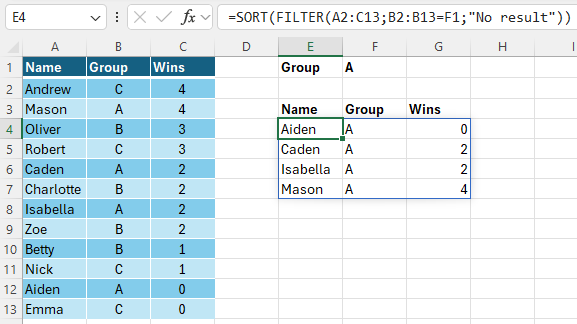 E4 fx =SORT(FILTER(A2:C13;B2:B13=F1;"No result"))
A B C D E F G H I
1 Name Group Wins Group A
2 Andrew C 4
3 Mason A 4 Name Group Wins
4 Oliver B 3 Aiden A 0
5 Robert C 3 Caden A 2
6 Caden A 2 Isabella A 2
7 Charlotte B 2 Mason A 4
8 Isabella A 2
9 Zoe B 2
10 Betty B 1
11 Nick C 1
12 Aiden A 0
13 Emma C 0